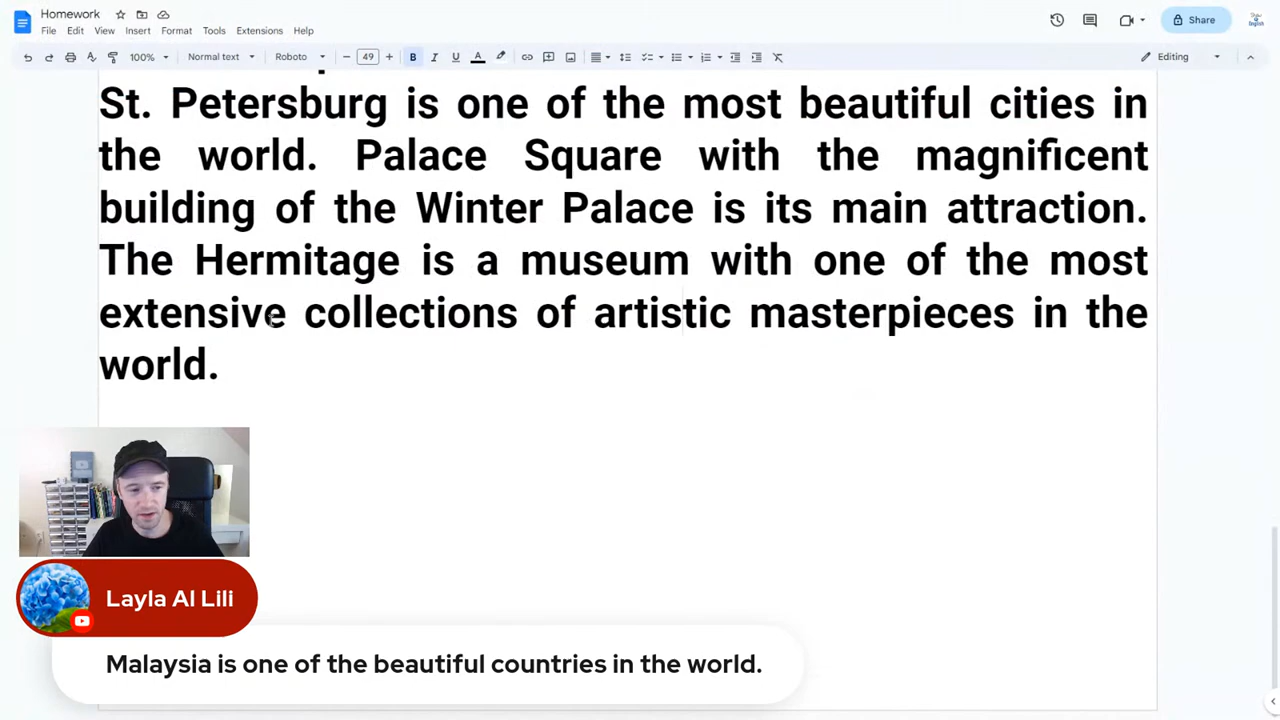 Homework
File Edit View Insert Format Tools Extensions Help
Share
100% Normal text Roboto 49 B I U A Editing
St. Petersburg is one of the most beautiful cities in
the world. Palace Square with the magnificent
building of the Winter Palace is its main attraction.
The Hermitage is a museum with one of the most
extensive collections of artistic masterpieces in the
world.
Layla Al Lili
Malaysia is one of the beautiful countries in the world.